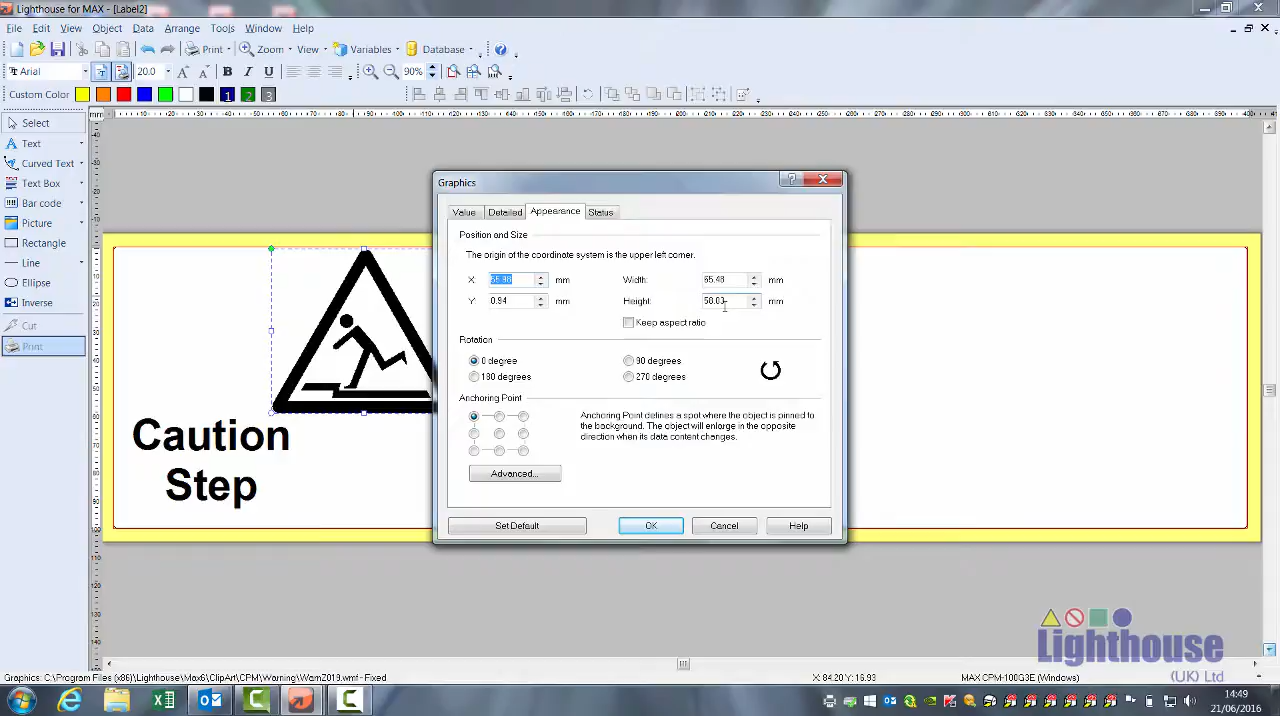 Lighthouse for MAX - [Label2]
File Edit View Object Data Arrange Tools Window Help
Print Zoom View Variables Database
Arial 20.0 B I U 90%
Custom Color 1 2 3
Select
Text
Curved Text
Text Box
Bar code
Picture
Rectangle
Line
Ellipse
Inverse
Cut
Print
mm
Caution
Step
Graphics
Value Detailed Appearance Status
Position and Size
The origin of the coordinate system is the upper left corner.
X: mm Width: 65.48 mm
Y: 0.94 mm Height: 58.03 mm
Keep aspect ratio
Rotation
0 degree 90 degrees
180 degrees 270 degrees
Anchoring Point
Anchoring Point defines a spot where the object is pinned to
the background. The object will enlarge in the opposite
direction when its data content changes.
Advanced...
Set Default OK Cancel Help
Lighthouse
(UK) Ltd
Graphics: C:\Program Files (x86)\Lighthouse\Max6\ClipArt\CPM\Warning\WarnZ019.wmf - Fixed X: 84.20 Y: 16.93 MAX CPM-100G3E (Windows)
14:49
21/06/2016